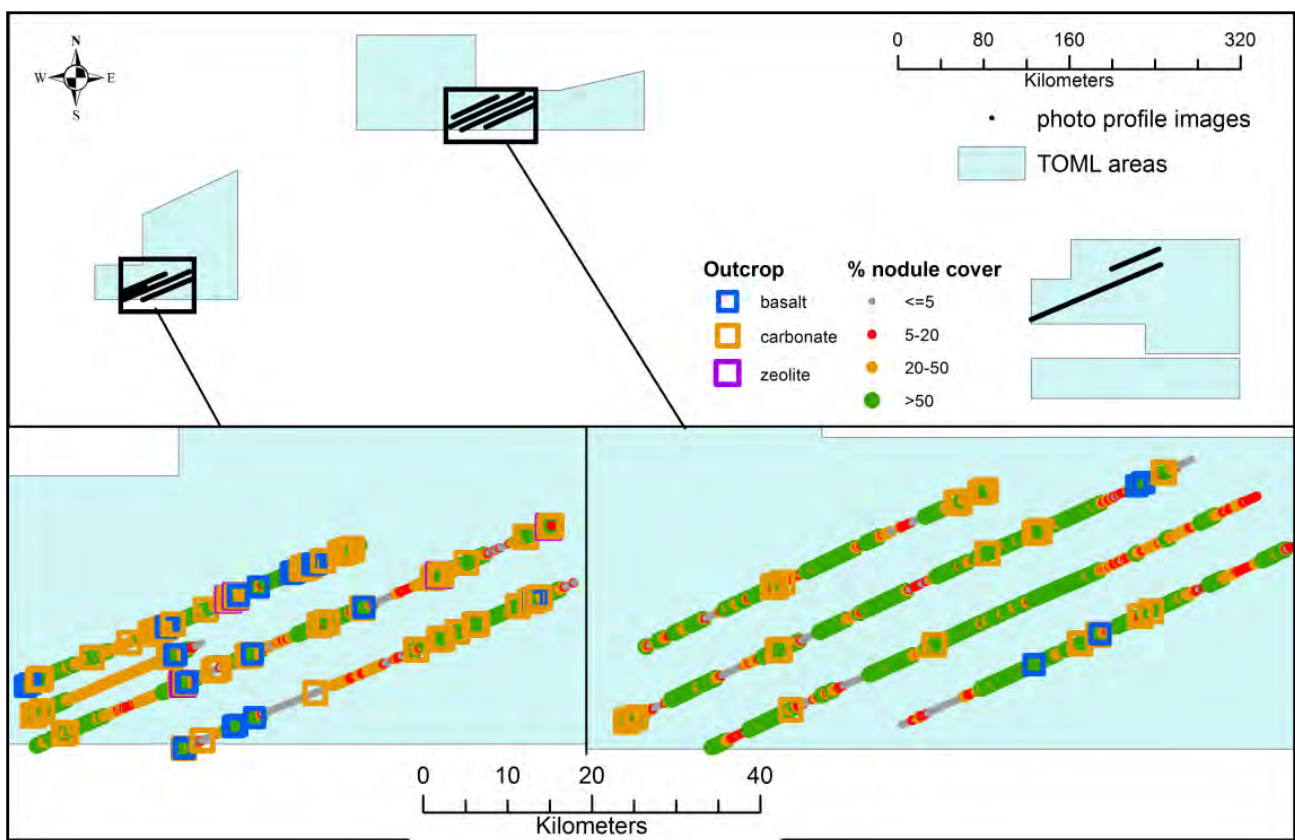 N
W E
S
0 80 160 320
Kilometers
photo profile images
TOML areas
Outcrop
basalt
carbonate
zeolite
% nodule cover
<=5
5-20
20-50
>50
0 10 20 40
Kilometers